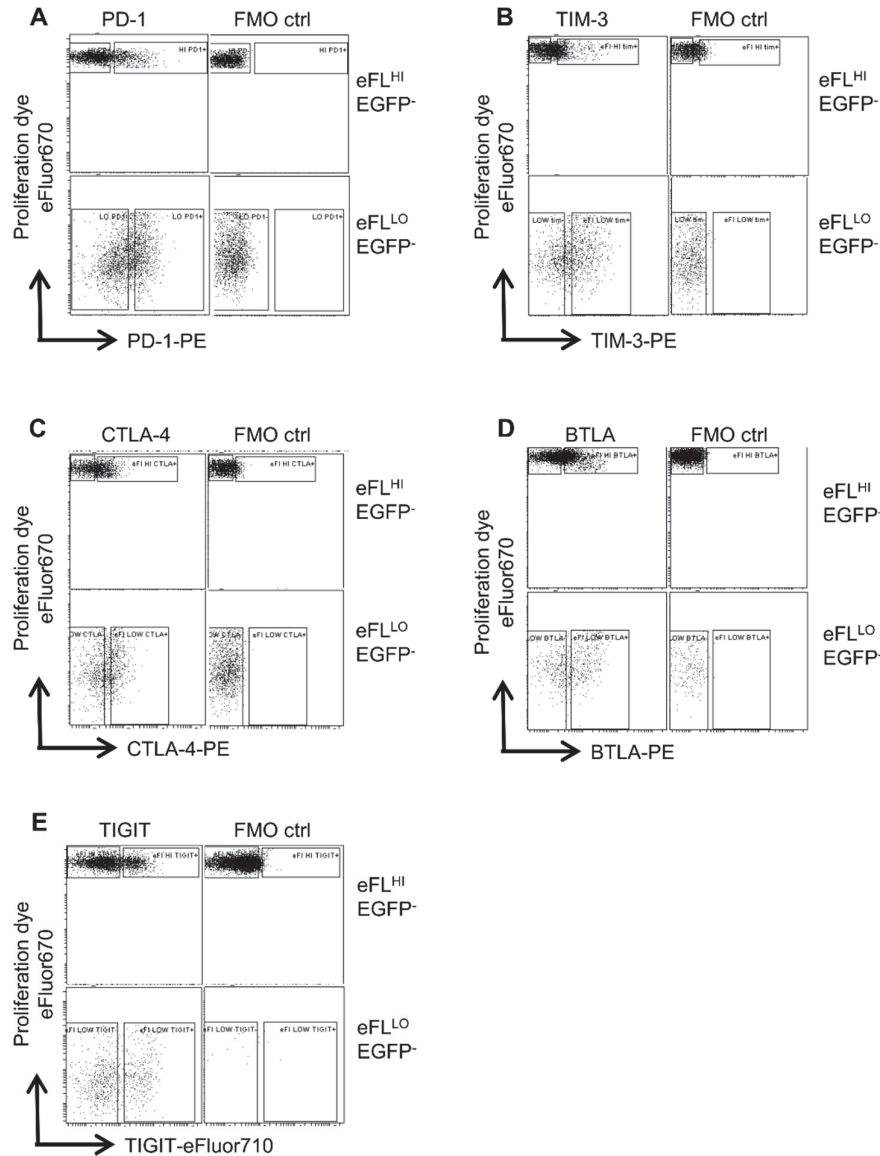 A
PD-1 FMO ctrl
HI PD1+
HI PD1+
eFL^HI
EGFP-
Proliferation dye
eFluor670
LO PD1-
LO PD1+
LO PD1-
LO PD1+
eFL^LO
EGFP-
PD-1-PE
B
TIM-3 FMO ctrl
eFl HI tim+
eFl HI tim+
eFL^HI
EGFP-
Proliferation dye
eFluor670
LOW tim-
eFl LOW tim+
LOW tim-
eFl LOW tim+
eFL^LO
EGFP-
TIM-3-PE
C
CTLA-4 FMO ctrl
eFl HI CTLA+
eFl HI CTLA+
eFL^HI
EGFP-
Proliferation dye
eFluor670
OW CTLA-
eFl LOW CTLA+
OW CTLA-
eFl LOW CTLA+
eFL^LO
EGFP-
CTLA-4-PE
D
BTLA FMO ctrl
eFl HI BTLA+
eFl HI BTLA+
eFL^HI
EGFP-
Proliferation dye
eFluor670
LOW BTLA-
eFl LOW BTLA+
LOW BTLA-
eFl LOW BTLA+
eFL^LO
EGFP-
BTLA-PE
E
TIGIT FMO ctrl
eFl HI TIGIT+
eFl HI TIGIT+
eFL^HI
EGFP-
Proliferation dye
eFluor670
eFl LOW TIGIT-
eFl LOW TIGIT+
eFl LOW TIGIT-
eFl LOW TIGIT+
eFL^LO
EGFP-
TIGIT-eFluor710